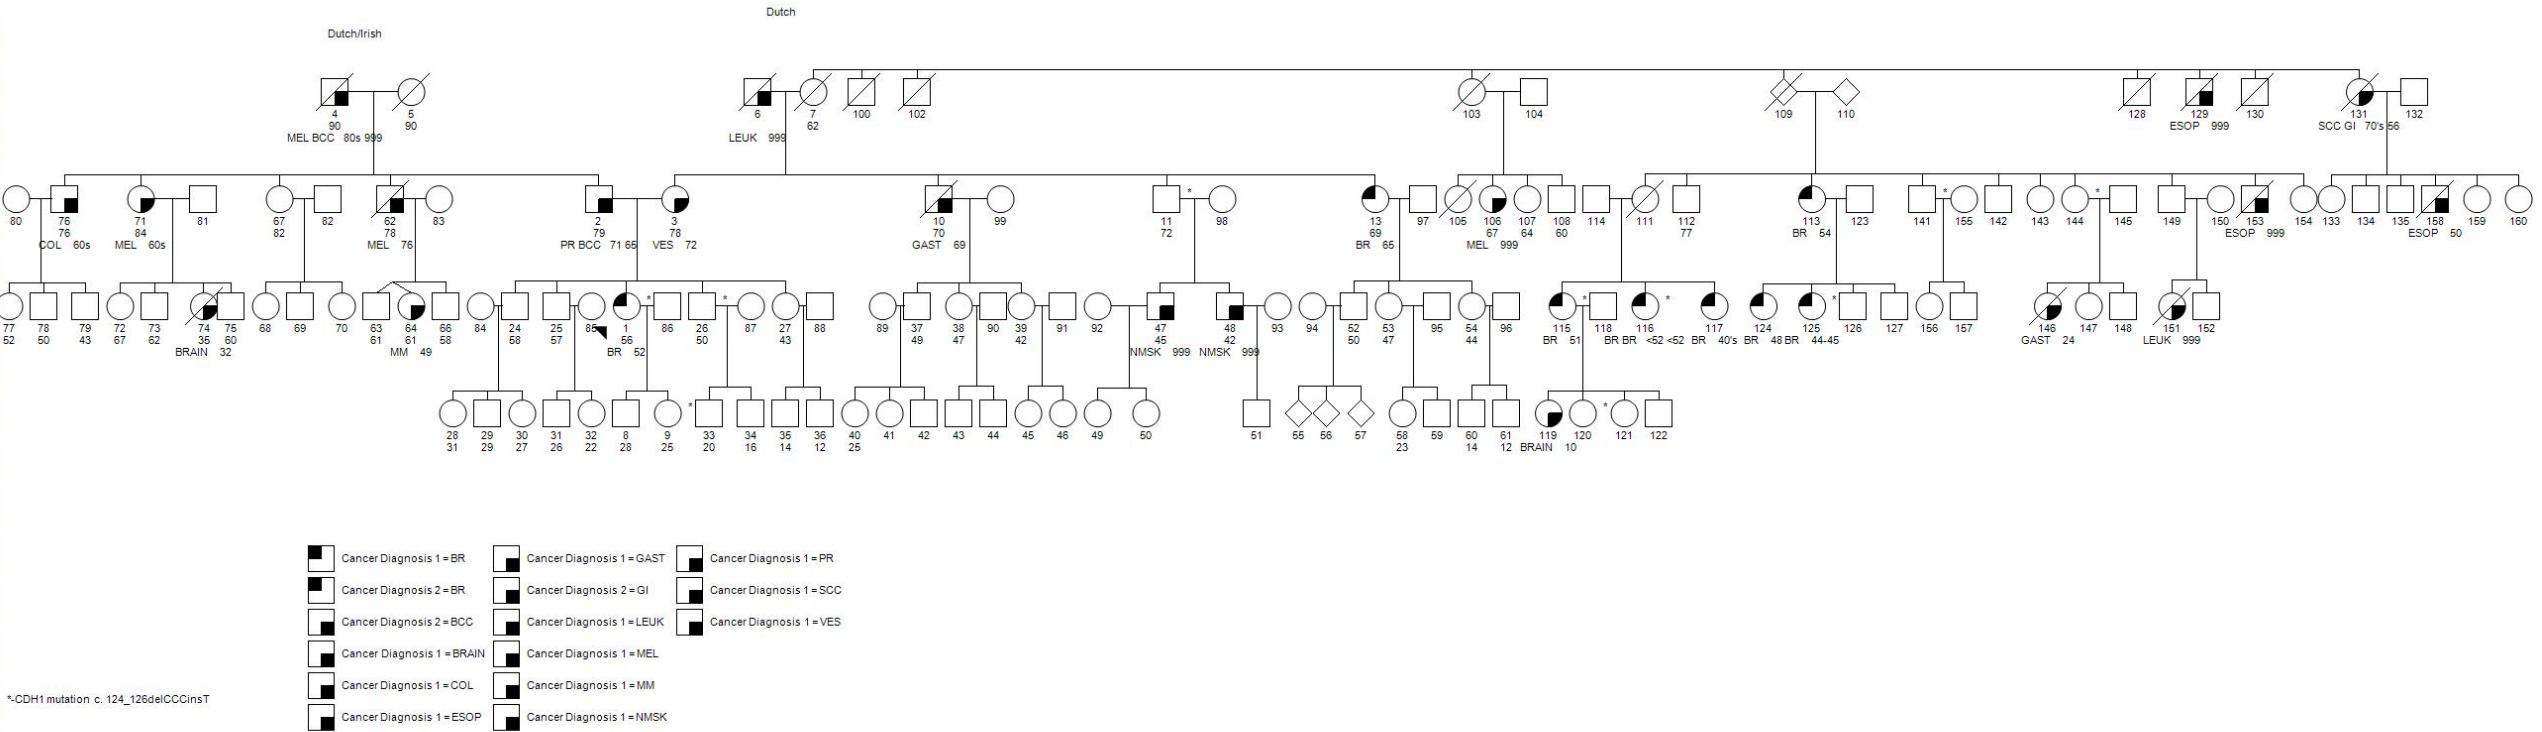 Dutch
Dutch/Irish
4 5 6 7 100 102 103 104 109 110 128 129 130 131 132
90 90 62
MEL BCC 80s 999 LEUK 999 ESOP 999 SCC GI 70's 56
* *
80 76 71 81 67 82 62 83 2 3 10 99 11 98 13 97 105 106 107 108 114 111 112 113 123 141 155 142 143 144 145 149 150 153 154 133 134 135 158 159 160
76 84 82 78 79 78 70 72 69 67 64 60 77
COL 60s MEL 60s MEL 76 PR BCC 71 65 VES 72 GAST 69 BR 65 MEL 999 BR 54 ESOP 999 ESOP 50
* * * * *
77 78 79 72 73 74 75 68 69 70 63 64 66 84 24 25 85 1 86 26 87 27 88 89 37 38 90 39 91 92 47 48 93 94 52 53 95 54 96 115 118 116 117 124 125 126 127 156 157 146 147 148 151 152
52 50 43 67 62 35 60 61 61 58 58 57 56 50 43 49 47 42 45 42 50 47 44
BRAIN 32 MM 49 BR 52 NMSK 999 NMSK 999 BR 51 BR BR <52 <52 BR 40's BR 48 BR 44-45 GAST 24 LEUK 999
* *
28 29 30 31 32 8 9 33 34 35 36 40 41 42 43 44 45 46 49 50 51 55 56 57 58 59 60 61 119 120 121 122
31 29 27 26 22 28 25 20 16 14 12 25 23 14 12
BRAIN 10
Cancer Diagnosis 1 = BR Cancer Diagnosis 1 = GAST Cancer Diagnosis 1 = PR
Cancer Diagnosis 2 = BR Cancer Diagnosis 2 = GI Cancer Diagnosis 1 = SCC
Cancer Diagnosis 2 = BCC Cancer Diagnosis 1 = LEUK Cancer Diagnosis 1 = VES
Cancer Diagnosis 1 = BRAIN Cancer Diagnosis 1 = MEL
Cancer Diagnosis 1 = COL Cancer Diagnosis 1 = MM
Cancer Diagnosis 1 = ESOP Cancer Diagnosis 1 = NMSK
*-CDH1 mutation c. 124_126delCCCinsT